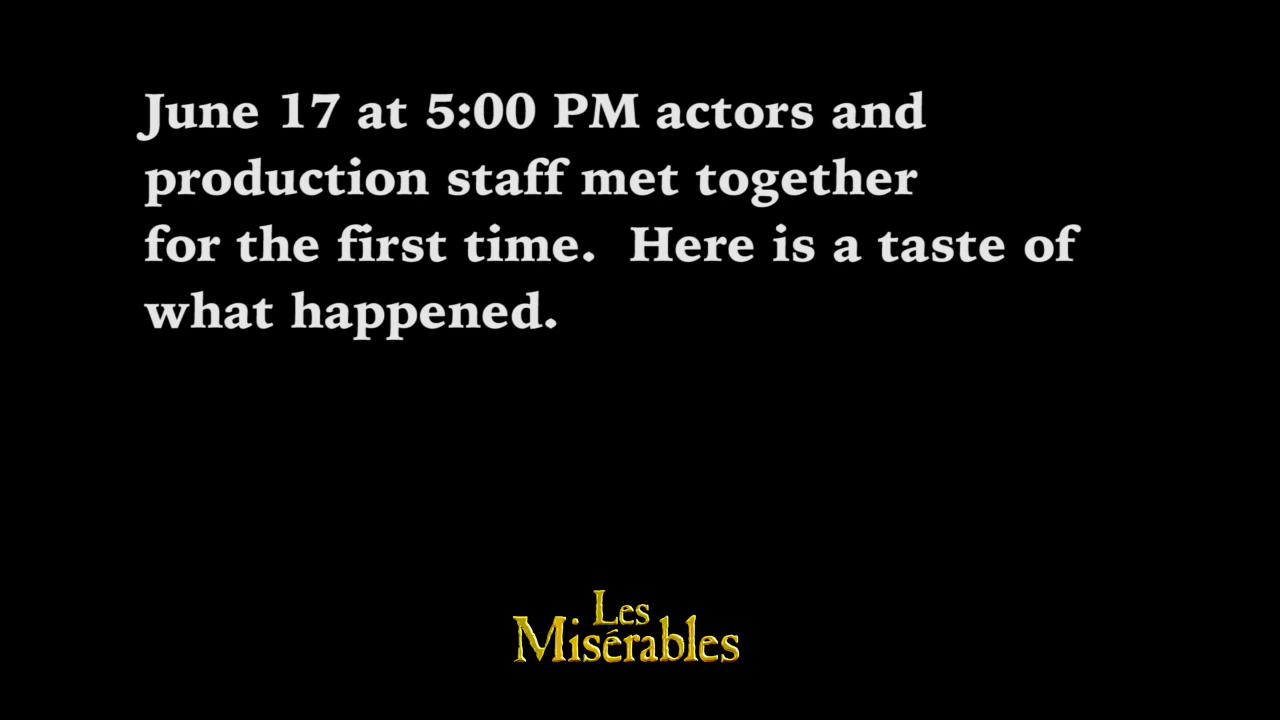 June 17 at 5:00 PM actors and
production staff met together
for the first time.  Here is a taste of
what happened.
Les
Misérables